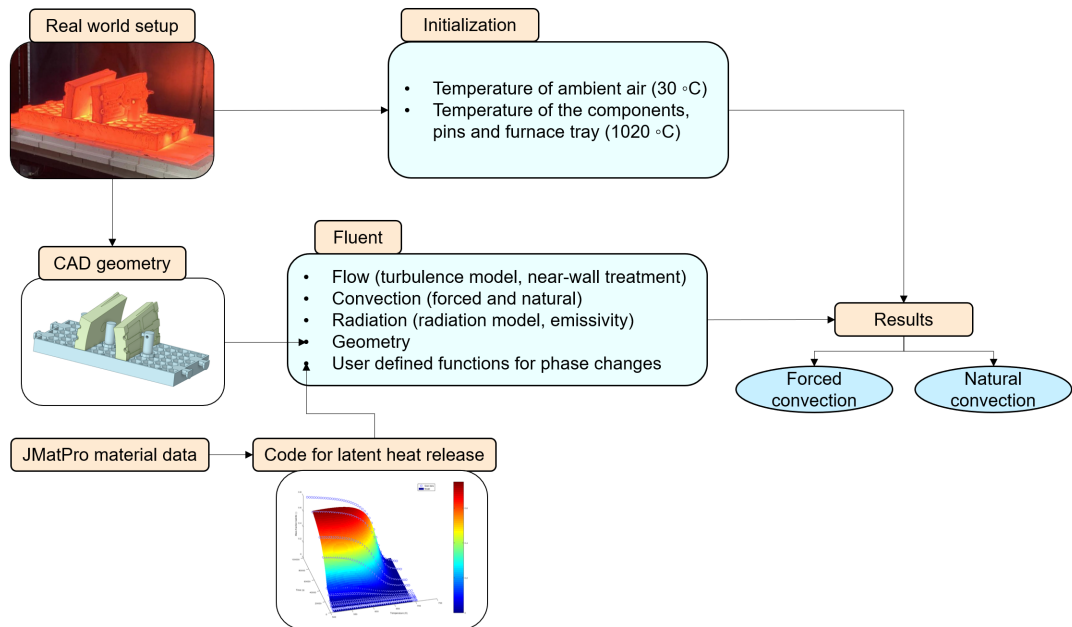 Real world setup
Initialization
• Temperature of ambient air (30 ◦C)
• Temperature of the components,
pins and furnace tray (1020 ◦C)
Fluent
• Flow (turbulence model, near-wall treatment)
• Convection (forced and natural)
• Radiation (radiation model, emissivity)
• Geometry
• User defined functions for phase changes
CAD geometry
Results
Forced
convection
Natural
convection
JMatPro material data
Code for latent heat release